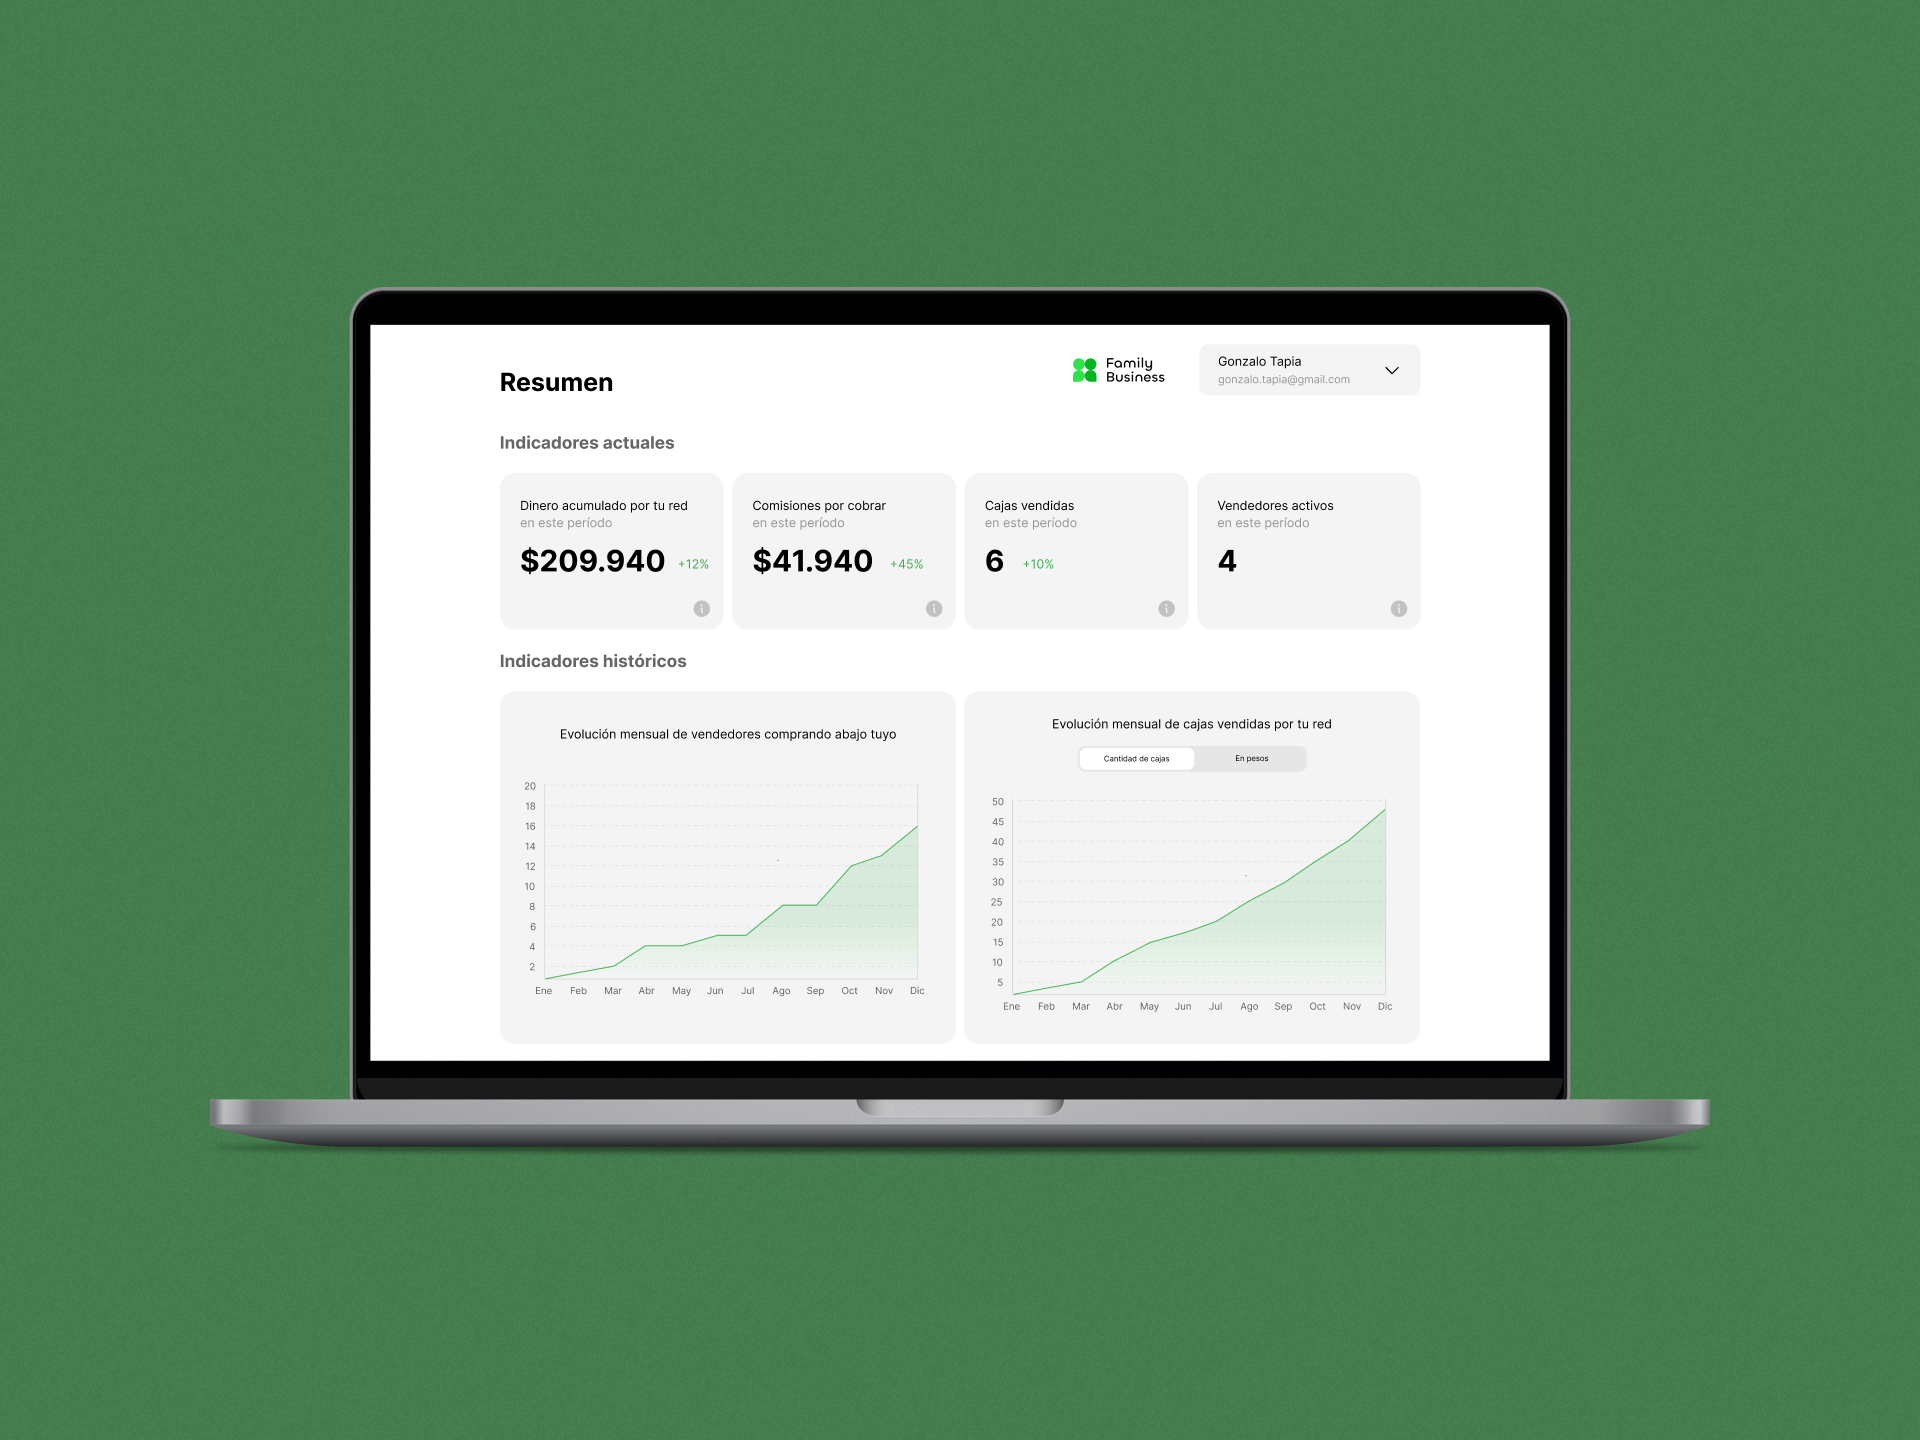 Resumen
Family
Business
Gonzalo Tapia
gonzalo.tapia@gmail.com
Indicadores actuales
Dinero acumulado por tu red
en este período
$209.940 +12%
Comisiones por cobrar
en este período
$41.940 +45%
Cajas vendidas
en este período
6 +10%
Vendedores activos
en este período
4
Indicadores históricos
Evolución mensual de vendedores comprando abajo tuyo
20
18
16
14
12
10
8
6
4
2
Ene Feb Mar Abr May Jun Jul Ago Sep Oct Nov Dic
Evolución mensual de cajas vendidas por tu red
Cantidad de cajas En pesos
50
45
40
35
30
25
20
15
10
5
Ene Feb Mar Abr May Jun Jul Ago Sep Oct Nov Dic